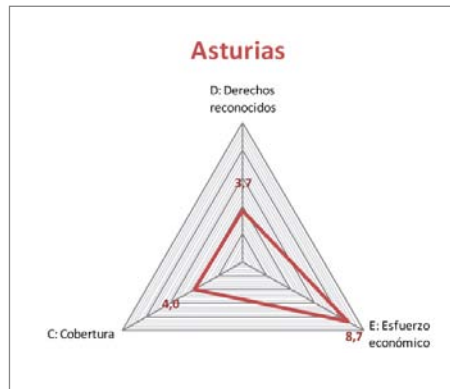 Asturias
D: Derechos
reconocidos
3,7
4,0
C: Cobertura
E: Esfuerzo
económico
8,7